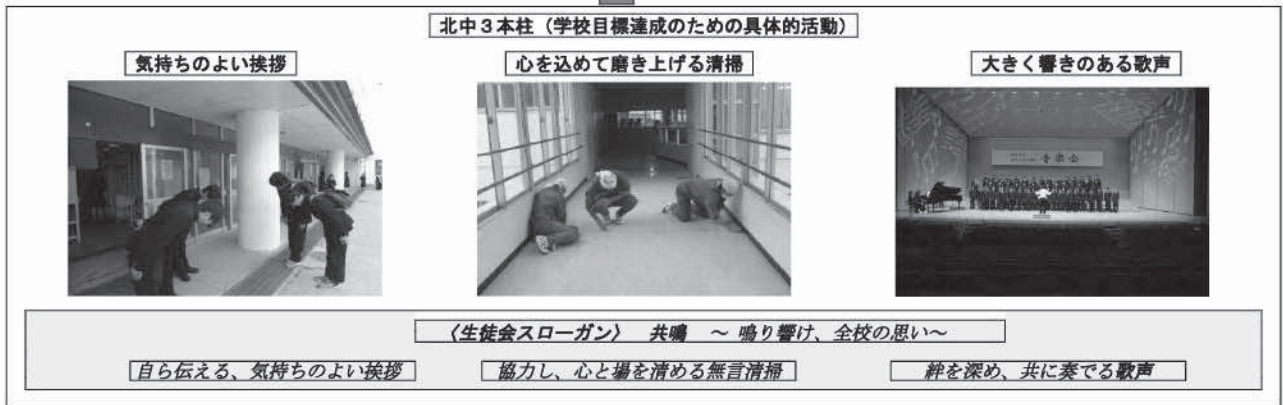 北中3本柱(学校目標達成のための具体的活動)
気持ちのよい挨拶
心を込めて磨き上げる清掃
大きく響きのある歌声
音楽会
〈生徒会スローガン〉 共鳴 ～ 鳴り響け、全校の思い～
自ら伝える、気持ちのよい挨拶
協力し、心と場を清める無言清掃
絆を深め、共に奏でる歌声